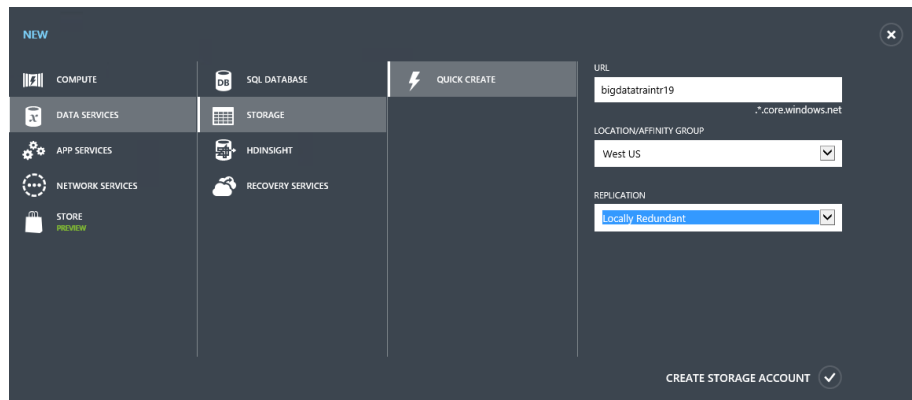 NEW
COMPUTE
DATA SERVICES
APP SERVICES
NETWORK SERVICES
STORE
PREVIEW
SQL DATABASE
STORAGE
HDINSIGHT
RECOVERY SERVICES
QUICK CREATE
URL
bigdatatraintr19
.*.core.windows.net
LOCATION/AFFINITY GROUP
West US
REPLICATION
Locally Redundant
CREATE STORAGE ACCOUNT